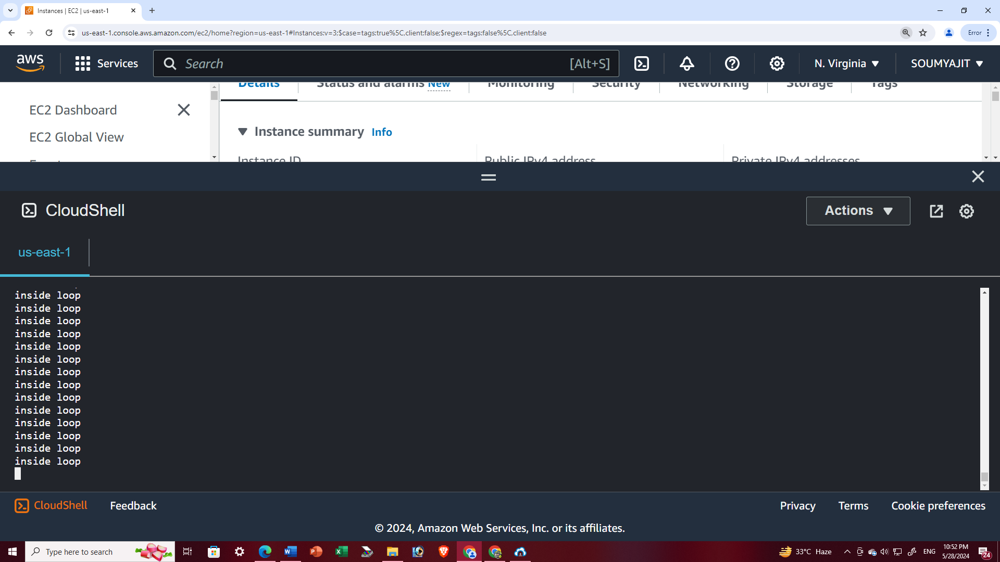 Instances | EC2 | us-east-1
us-east-1.console.aws.amazon.com/ec2/home?region=us-east-1#Instances:v=3;$case=tags:true%5C,client:false;$regex=tags:false%5C,client:false
Error
aws
Services
Search
[Alt+S]
N. Virginia
SOUMYAJIT
Details
Status and alarms New
Monitoring
Security
Networking
Storage
Tags
EC2 Dashboard
EC2 Global View
Instance summary Info
Instance ID
Public IPv4 address
Private IPv4 addresses
CloudShell
Actions
us-east-1
inside loop
inside loop
inside loop
inside loop
inside loop
inside loop
inside loop
inside loop
inside loop
inside loop
inside loop
inside loop
inside loop
inside loop
CloudShell
Feedback
Privacy
Terms
Cookie preferences
© 2024, Amazon Web Services, Inc. or its affiliates.
Type here to search
33°C Haze
ENG
10:52 PM
5/28/2024
24